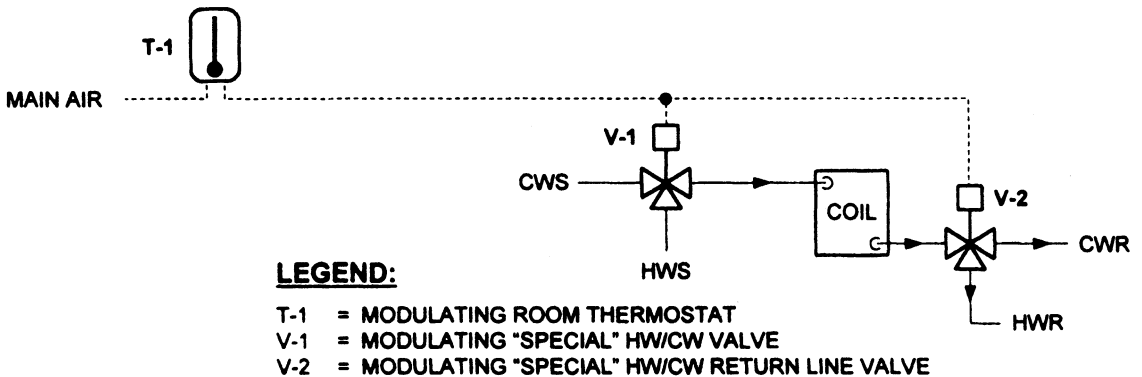 T-1
MAIN AIR
V-1
CWS
COIL
V-2
CWR
HWS
HWR
LEGEND:
T-1 = MODULATING ROOM THERMOSTAT
V-1 = MODULATING "SPECIAL" HW/CW VALVE
V-2 = MODULATING "SPECIAL" HW/CW RETURN LINE VALVE